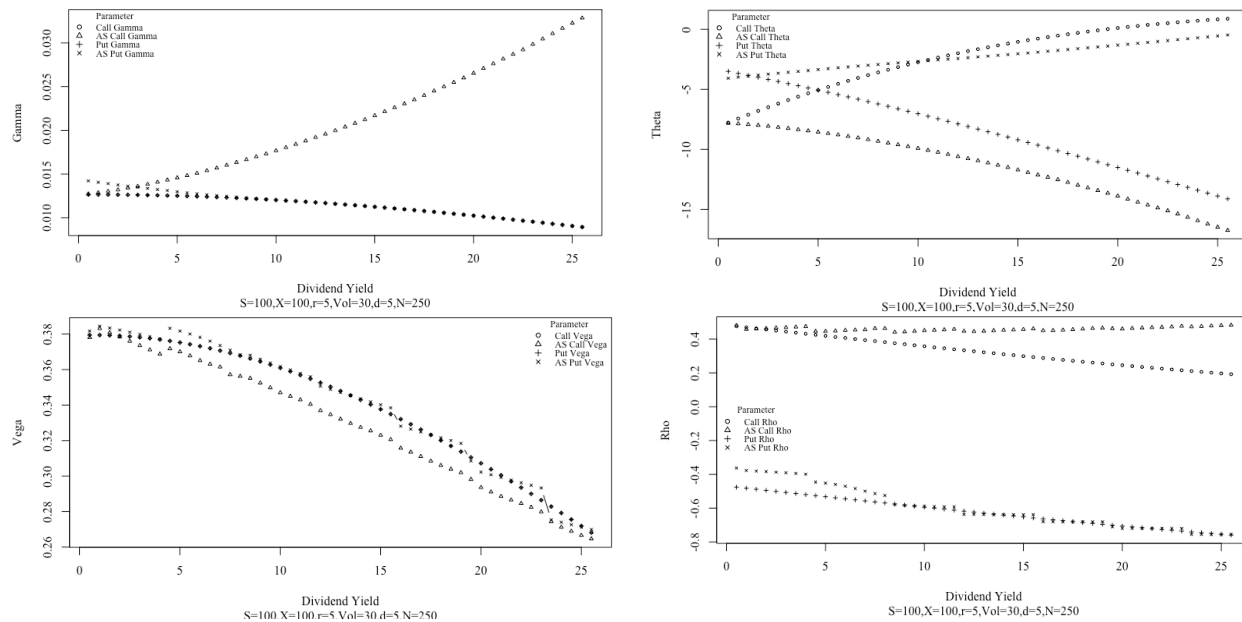 Parameter
Call Gamma
AS Call Gamma
Put Gamma
AS Put Gamma
Gamma
0.030
0.025
0.020
0.015
0.010
0 5 10 15 20 25
Dividend Yield
S=100,X=100,r=5,Vol=30,d=5,N=250
Parameter
Call Theta
AS Call Theta
Put Theta
AS Put Theta
Theta
0
-5
-10
-15
0 5 10 15 20 25
Dividend Yield
S=100,X=100,r=5,Vol=30,d=5,N=250
Parameter
Call Vega
AS Call Vega
Put Vega
AS Put Vega
Vega
0.38
0.36
0.34
0.32
0.30
0.28
0.26
0 5 10 15 20 25
Dividend Yield
S=100,X=100,r=5,Vol=30,d=5,N=250
Parameter
Call Rho
AS Call Rho
Put Rho
AS Put Rho
Rho
0.4
0.2
0.0
-0.2
-0.4
-0.6
-0.8
0 5 10 15 20 25
Dividend Yield
S=100,X=100,r=5,Vol=30,d=5,N=250